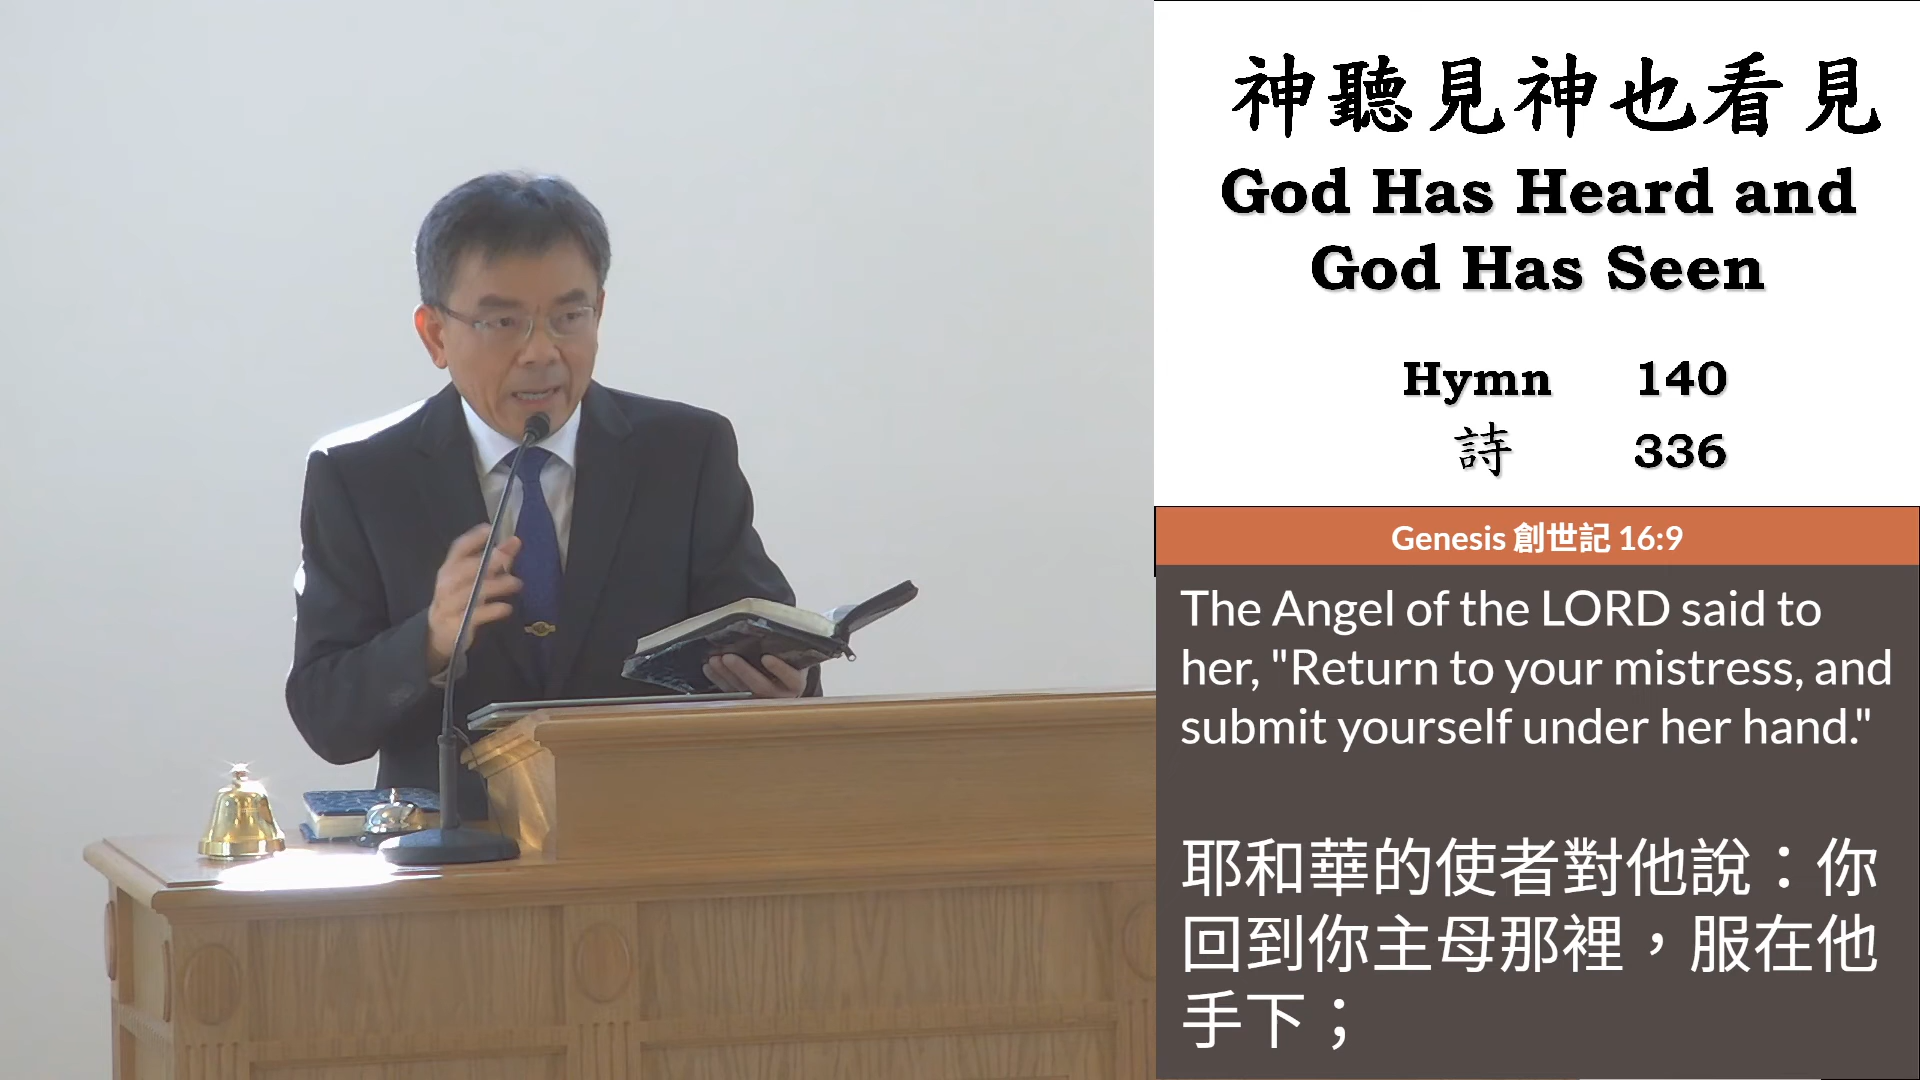 神聽見神也看見
God Has Heard and
God Has Seen
Hymn 140
詩 336
Genesis 創世記 16:9
The Angel of the LORD said to
her, "Return to your mistress, and
submit yourself under her hand."
耶和華的使者對他說：你
回到你主母那裡，服在他
手下；